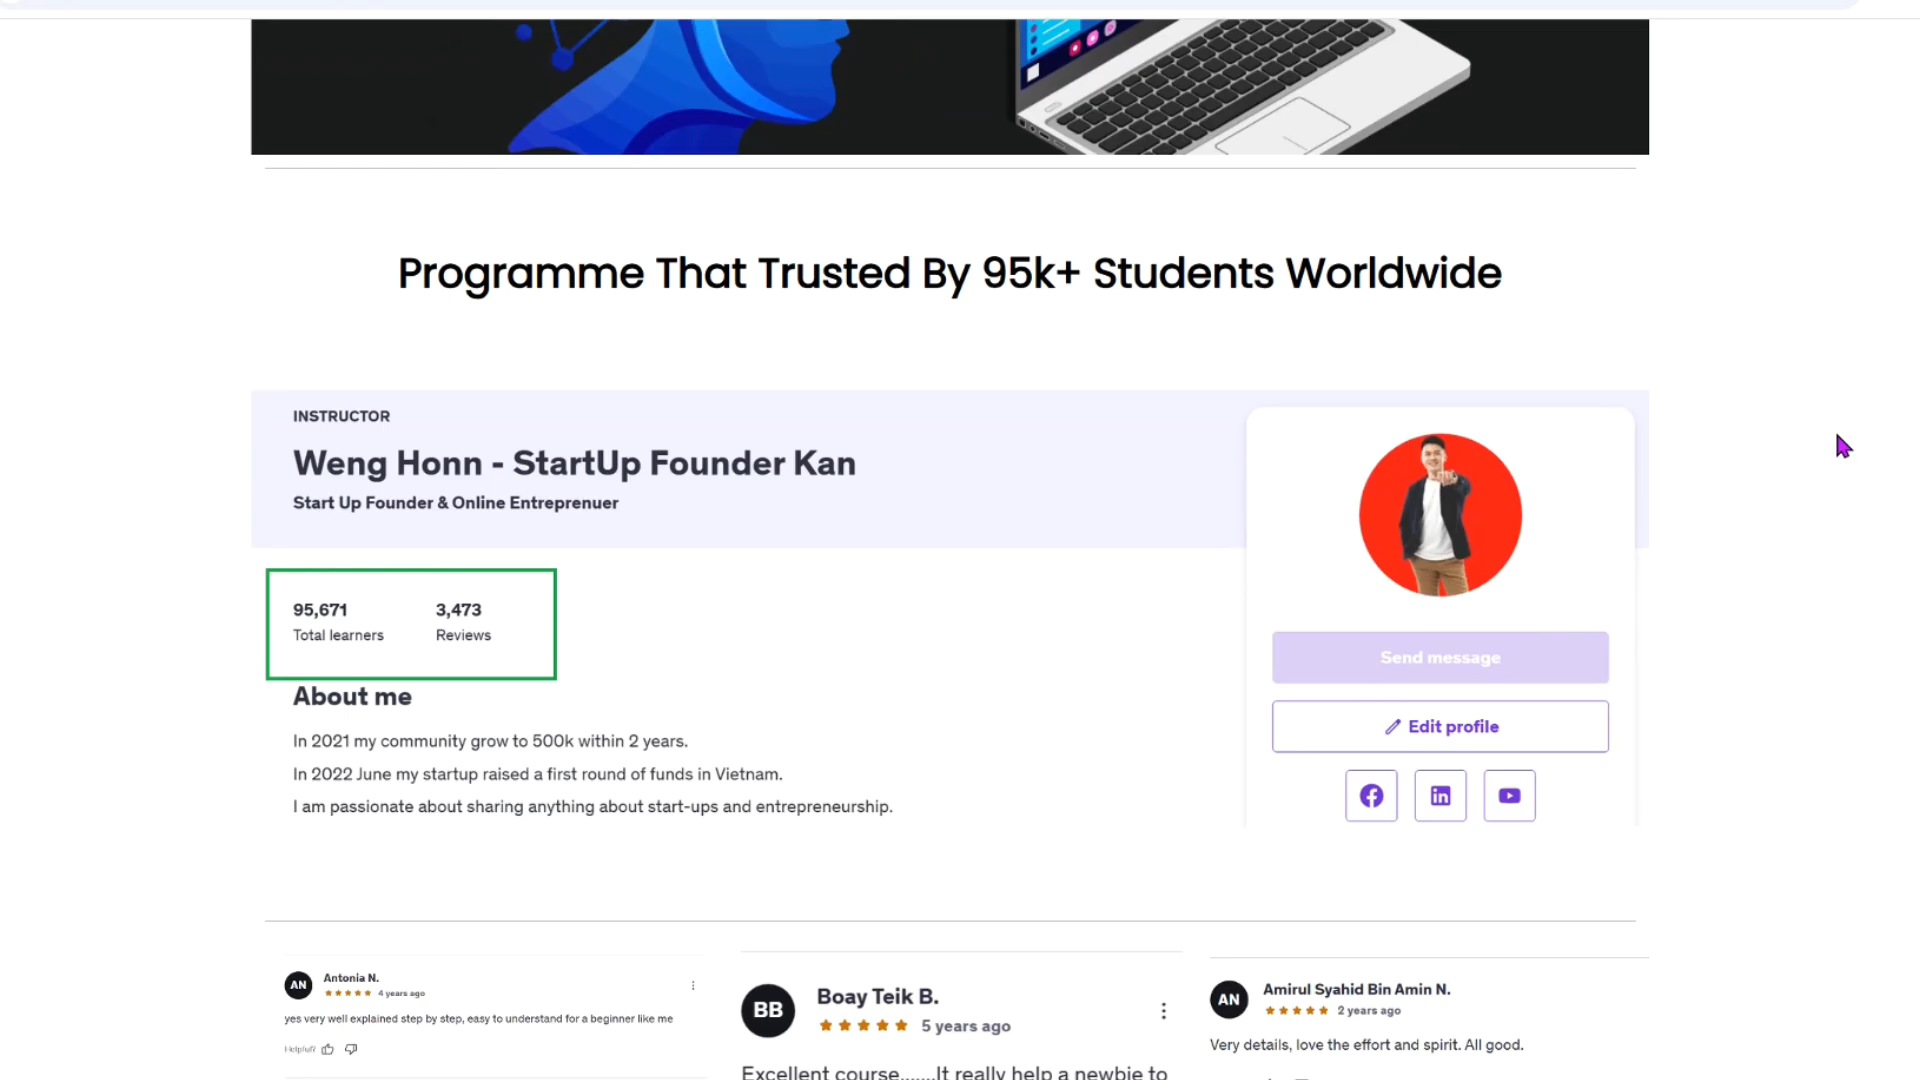 Programme That Trusted By 95k+ Students Worldwide
INSTRUCTOR
Weng Honn - StartUp Founder Kan
Start Up Founder & Online Entreprenuer
95,671
3,473
Total learners
Reviews
About me
In 2021 my community grow to 500k within 2 years.
In 2022 June my startup raised a first round of funds in Vietnam.
I am passionate about sharing anything about start-ups and entrepreneurship.
Send message
Edit profile
AN
Antonia N.
4 years ago
yes very well explained step by step, easy to understand for a beginner like me
Helpful?
BB
Boay Teik B.
5 years ago
Excellent course.......It really help a newbie to
AN
Amirul Syahid Bin Amin N.
2 years ago
Very details, love the effort and spirit. All good.